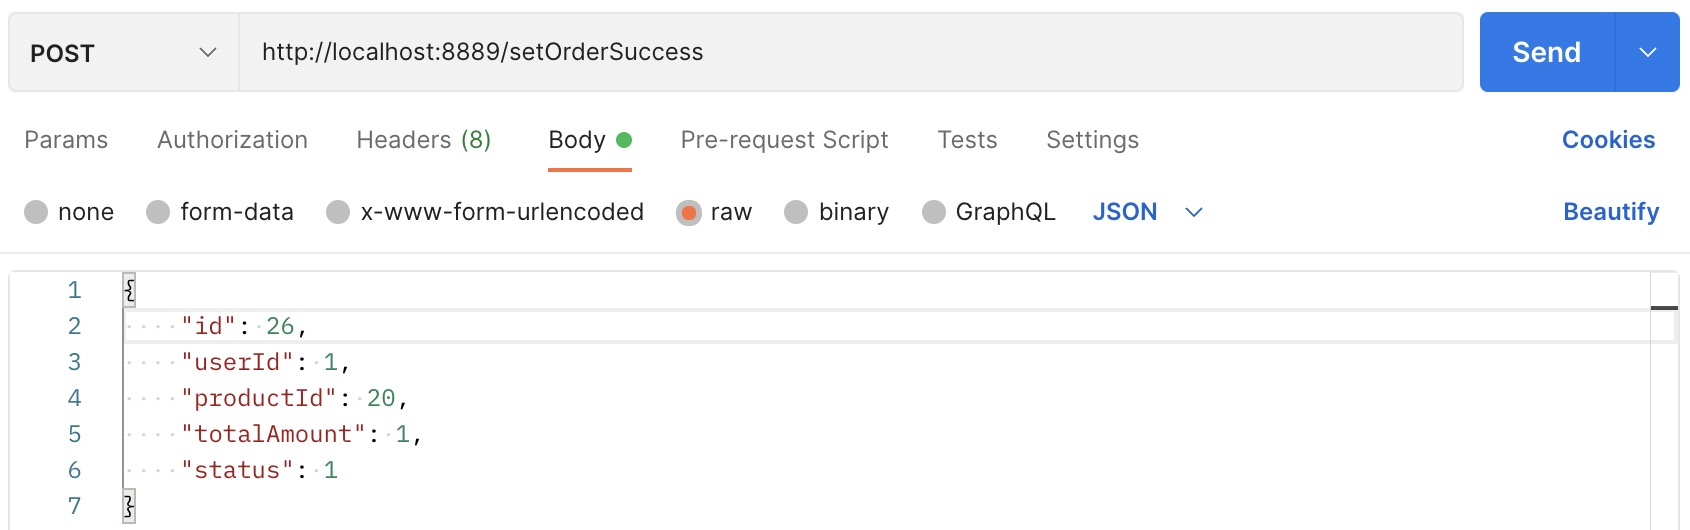 POST http://localhost:8889/setOrderSuccess Send
Params Authorization Headers (8) Body Pre-request Script Tests Settings Cookies
none form-data x-www-form-urlencoded raw binary GraphQL JSON Beautify
1 {
2 "id": 26,
3 "userId": 1,
4 "productId": 20,
5 "totalAmount": 1,
6 "status": 1
7 }